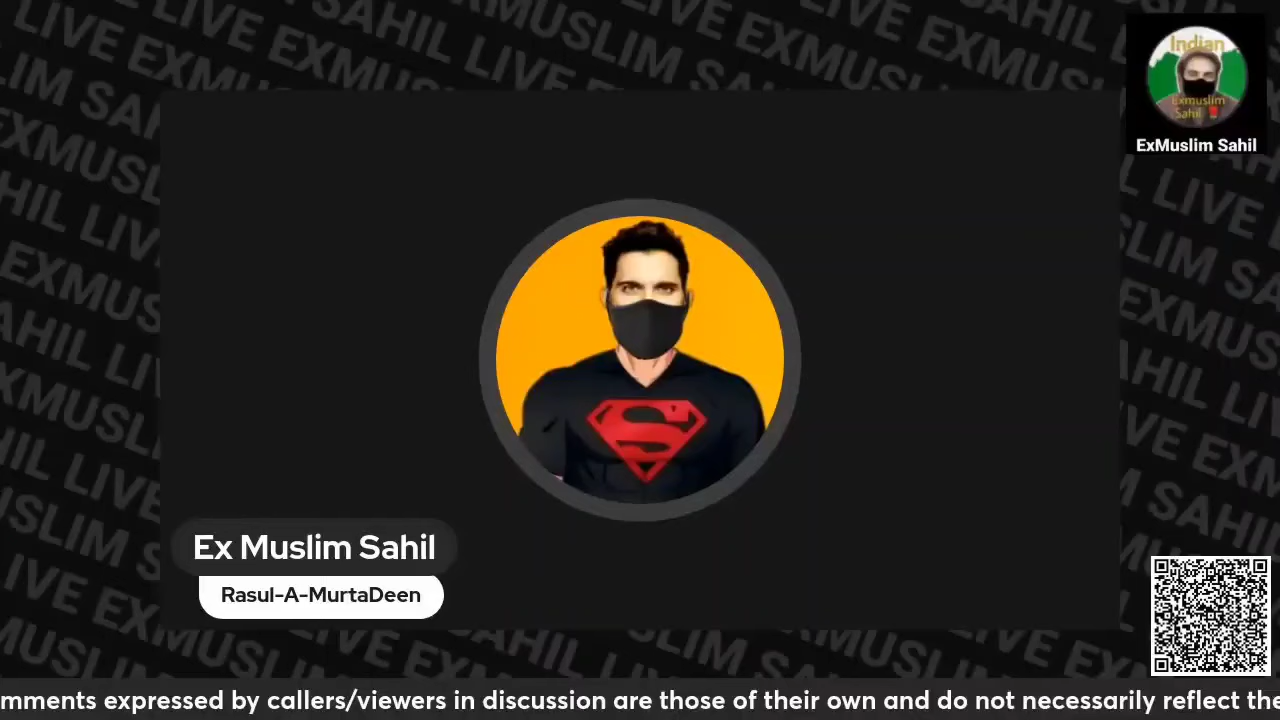 Indian
Exmuslim
Sahil
ExMuslim Sahil
Ex Muslim Sahil
Rasul-A-MurtaDeen
mments expressed by callers/viewers in discussion are those of their own and do not necessarily reflect the